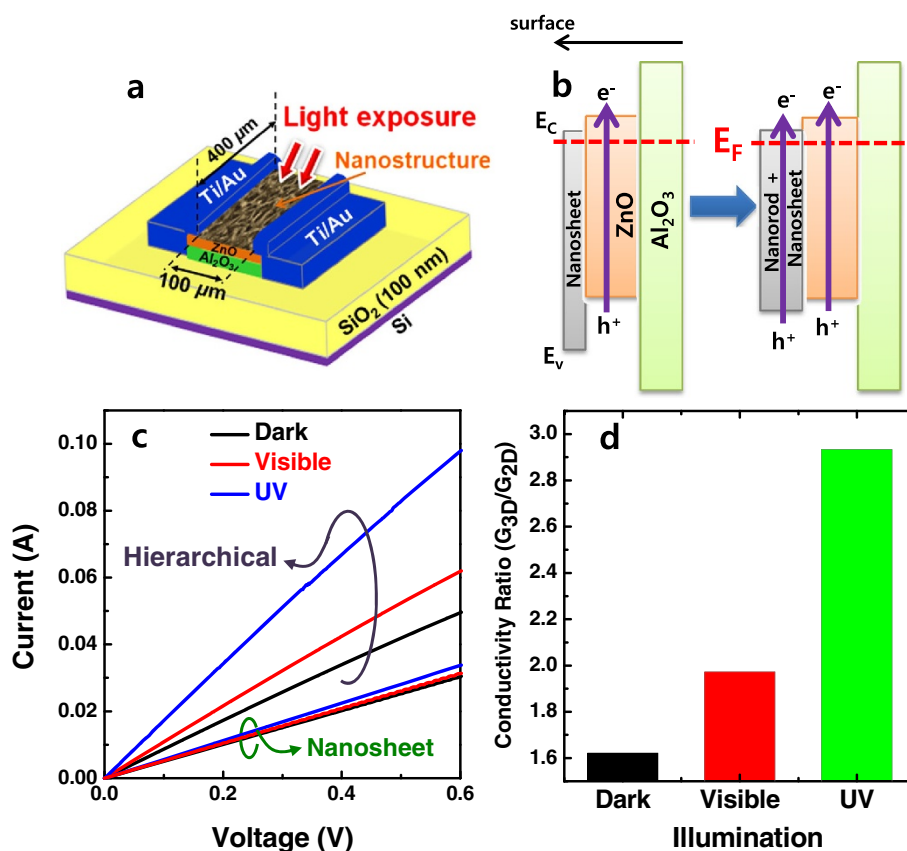 a
400 μm
Light exposure
Nanostructure
Ti/Au
Ti/Au
ZnO
Al₂O₃
100 μm
SiO₂ (100 nm)
Si
surface
b
e⁻
e⁻
e⁻
E_C
E_F
Nanosheet
ZnO
Al₂O₃
Nanorod +
Nanosheet
h⁺
h⁺
h⁺
E_v
c
Dark
Visible
UV
Hierarchical
Nanosheet
0.10
0.08
0.06
0.04
0.02
0.00
0.0 0.2 0.4 0.6
Current (A)
Voltage (V)
d
3.0
2.8
2.6
2.4
2.2
2.0
1.8
1.6
Conductivity Ratio (G₃D/G₂D)
Dark Visible UV
Illumination